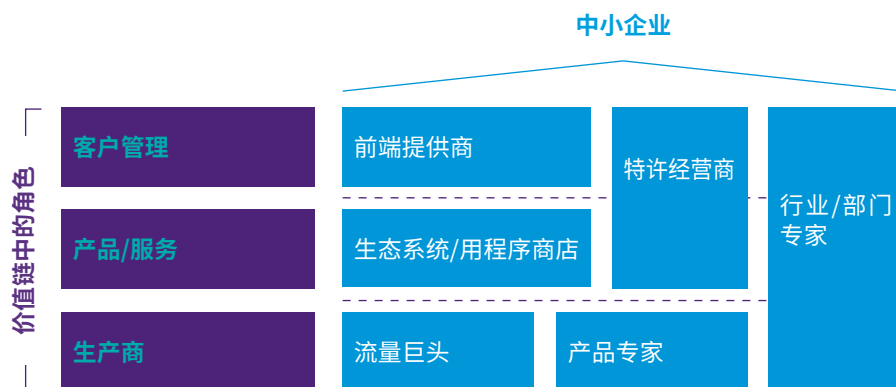 中小企业
价值链中的角色
客户管理
前端提供商
特许经营商
行业/部门
专家
产品/服务
生态系统/用程序商店
生产商
流量巨头
产品专家